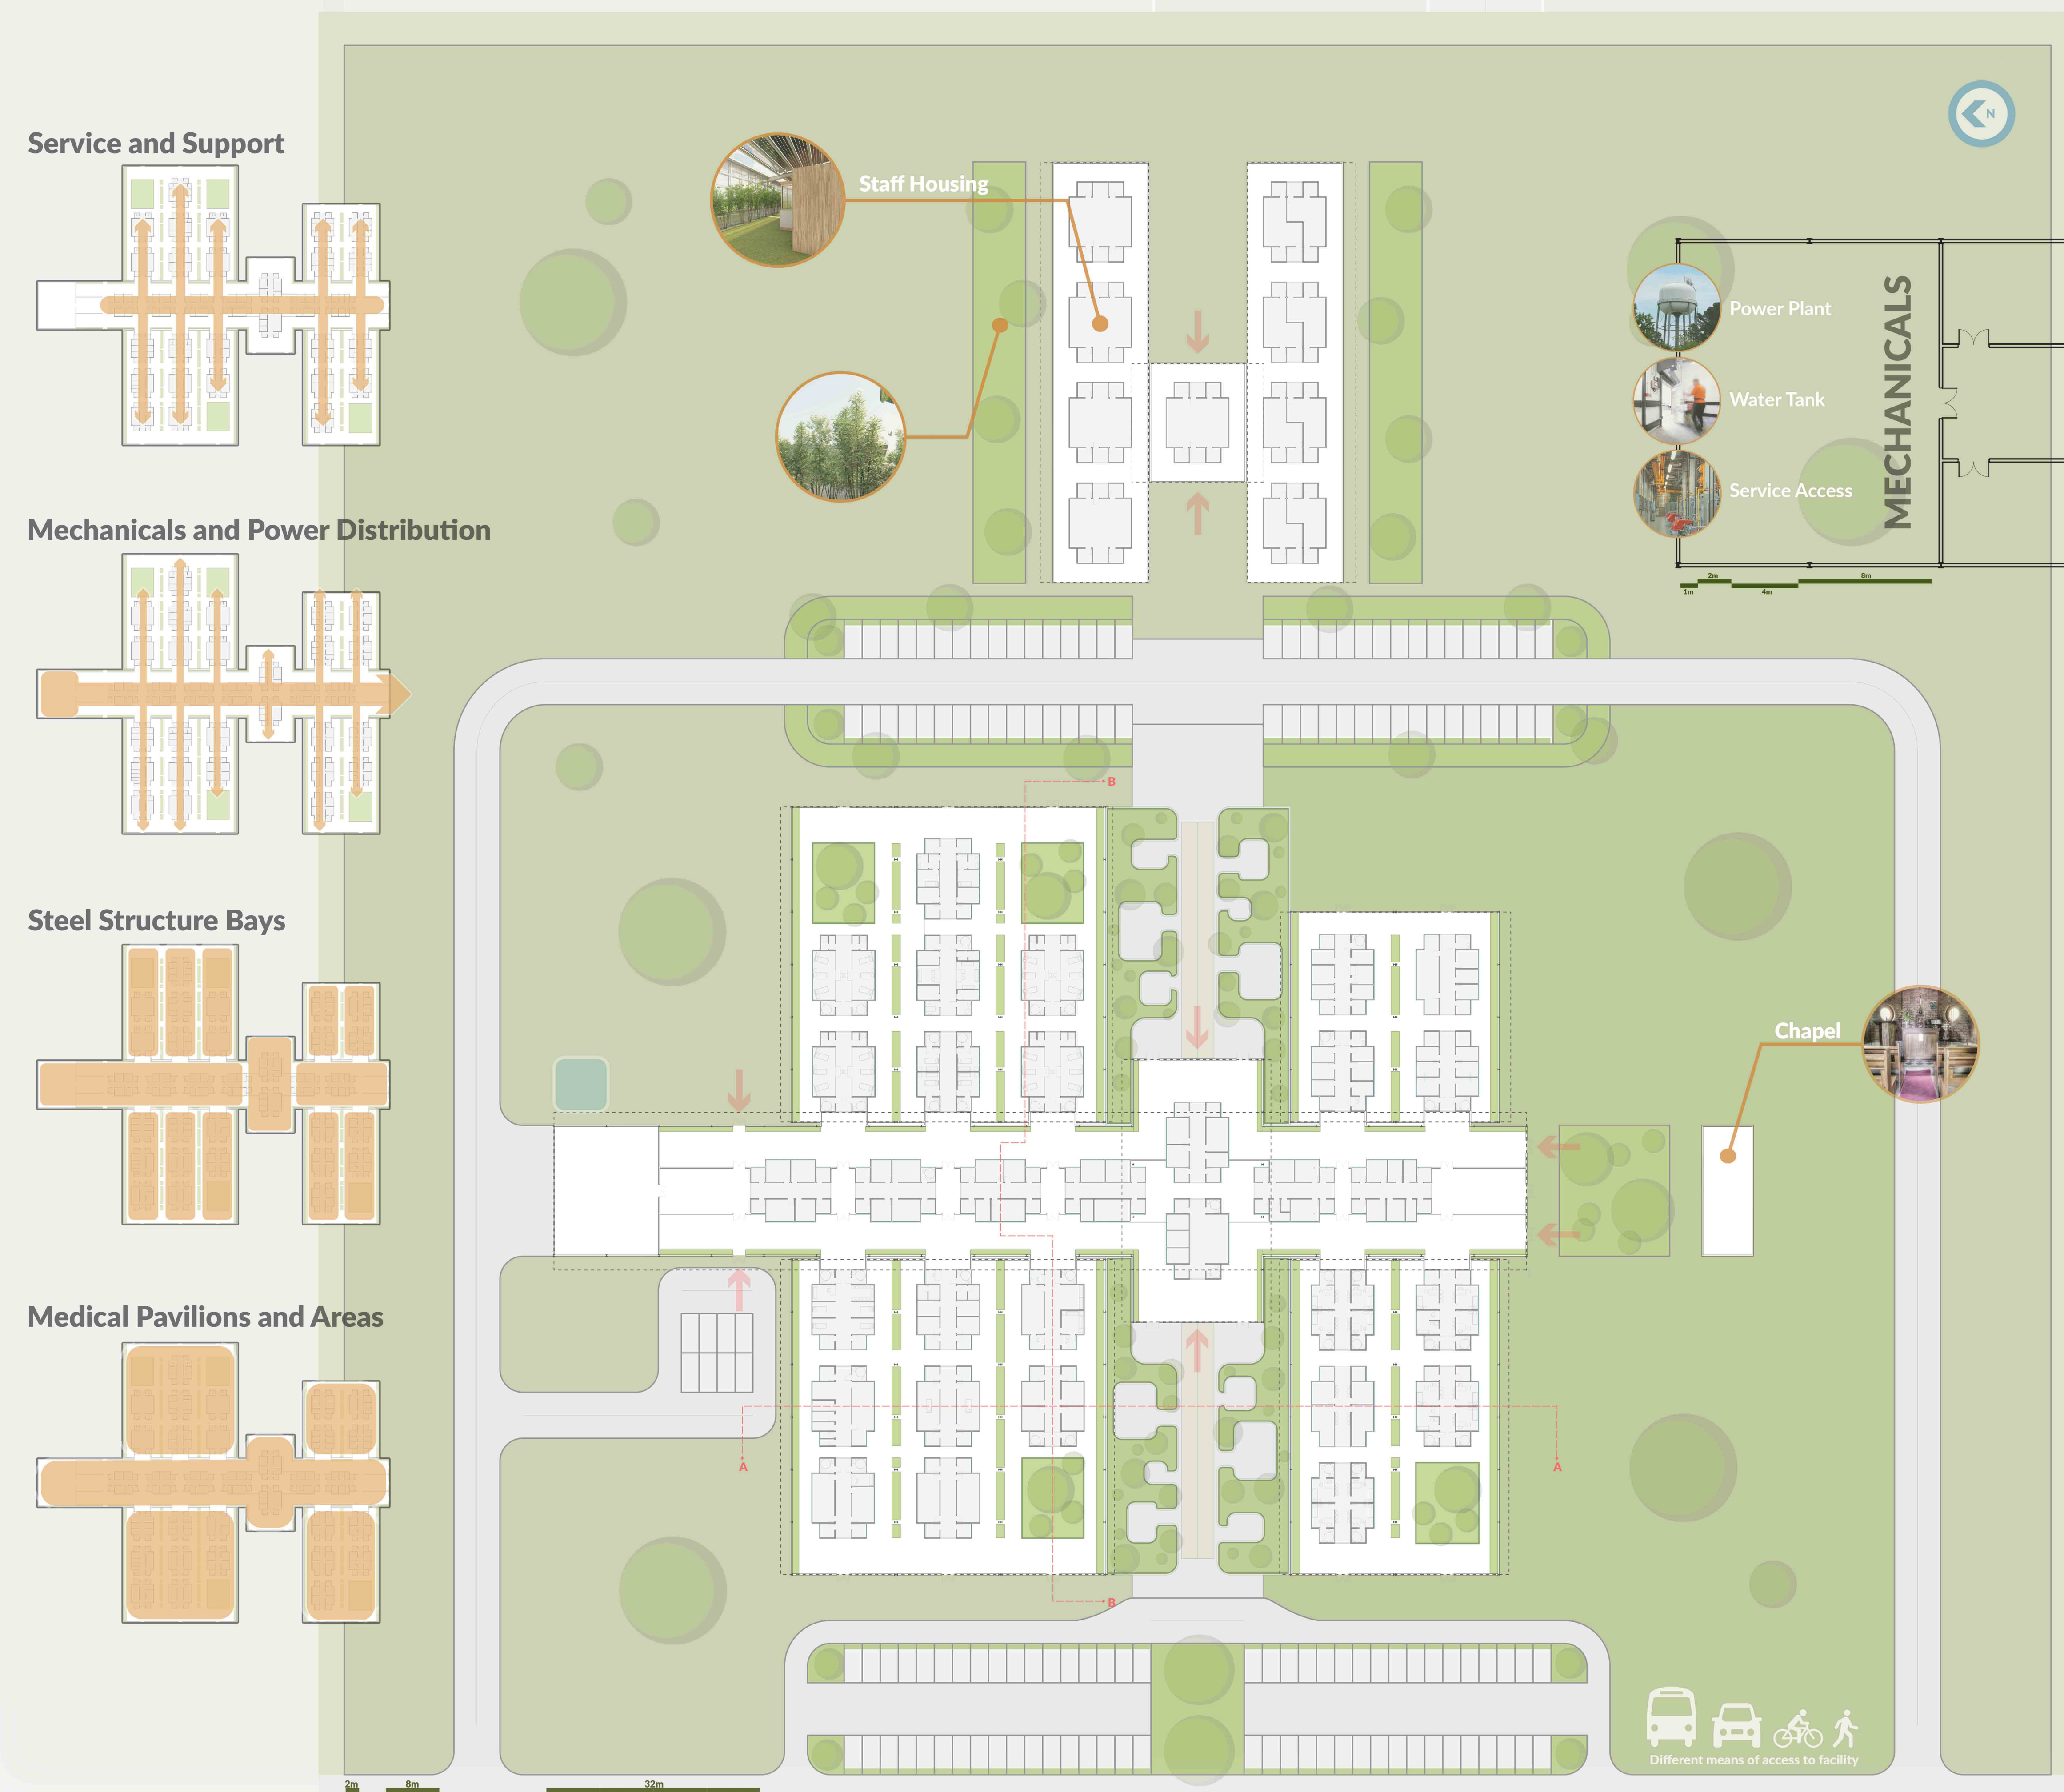 N
Service and Support
Staff Housing
Power Plant
Water Tank
Service Access
MECHANICALS
Mechanicals and Power Distribution
2m
8m
1m
4m
B
Steel Structure Bays
Chapel
Medical Pavilions and Areas
A
A
B
Different means of access to facility
2m
8m
32m